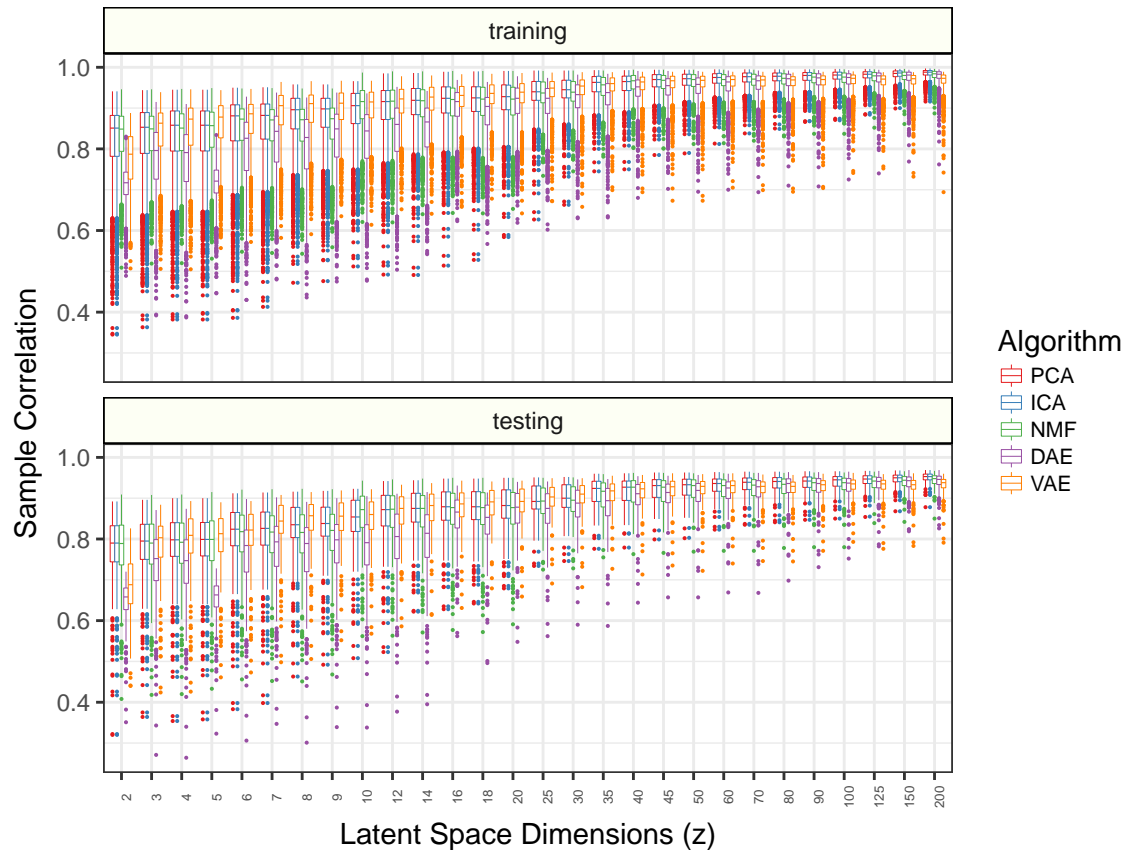 training
1.0
0.8
0.6
0.4
testing
1.0
0.8
0.6
0.4
Sample Correlation
2 3 4 5 6 7 8 9 10 12 14 16 18 20 25 30 35 40 45 50 60 70 80 90 100 125 150 200
Latent Space Dimensions (z)
Algorithm
PCA
ICA
NMF
DAE
VAE